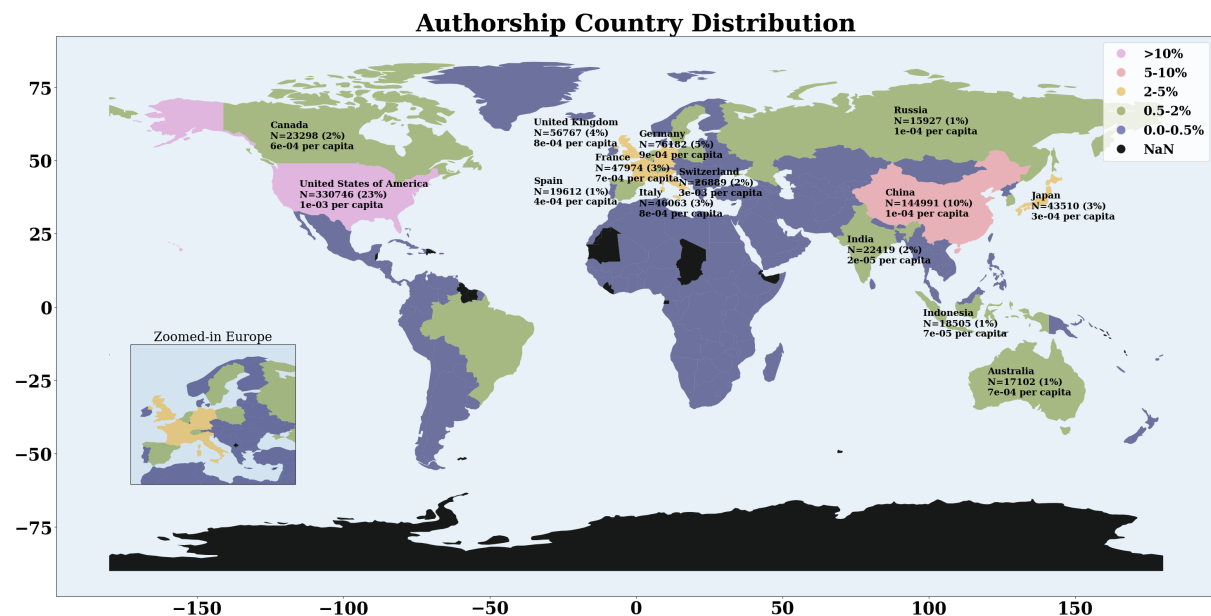 Authorship Country Distribution
>10%
5-10%
2-5%
0.5-2%
0.0-0.5%
NaN
75
50
25
0
−25
−50
−75
Canada
N=23298 (2%)
6e-04 per capita
United States of America
N=330746 (23%)
1e-03 per capita
United Kingdom
N=56767 (4%)
8e-04 per capita
Germany
N=76182 (5%)
9e-04 per capita
France
N=47974 (3%)
7e-04 per capita
Switzerland
N=26889 (2%)
3e-03 per capita
Spain
N=19612 (1%)
4e-04 per capita
Italy
N=46063 (3%)
8e-04 per capita
Russia
N=15927 (1%)
1e-04 per capita
China
N=144991 (10%)
1e-04 per capita
Japan
N=43510 (3%)
3e-04 per capita
India
N=22419 (2%)
2e-05 per capita
Indonesia
N=18505 (1%)
7e-05 per capita
Australia
N=17102 (1%)
7e-04 per capita
Zoomed-in Europe
−150
−100
−50
0
50
100
150